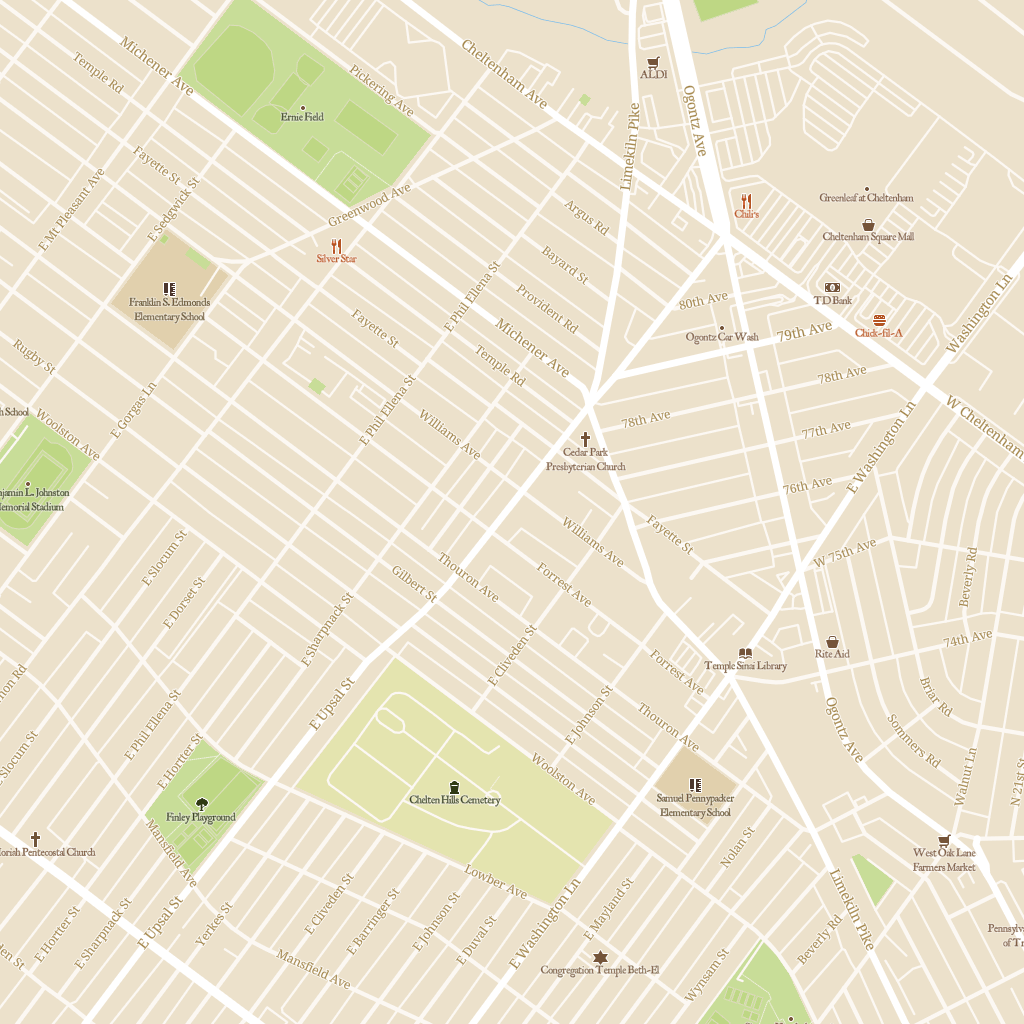 Michener Ave
Temple Rd
Cheltenham Ave
Pickering Ave
ALDI
Ogontz Ave
Limekiln Pike
Ernie Field
Fayette St
E Mt Pleasant Ave
E Sedgwick St
Greenwood Ave
Argus Rd
Chili's
Greenleaf at Cheltenham
Cheltenham Square Mall
Silver Star
Bayard St
Franklin S. Edmonds
Elementary School
E Phil Ellena St
Provident Rd
80th Ave
TD Bank
Ogontz Car Wash
79th Ave
Chick-fil-A
Washington Ln
Rugby St
Fayette St
Michener Ave
Temple Rd
78th Ave
E Gorgas Ln
E Phil Ellena St
Woolston Ave
Williams Ave
78th Ave
77th Ave
W Cheltenham
E Washington Ln
Cedar Park
Presbyterian Church
76th Ave
Memorial Stadium
Williams Ave
Fayette St
W 75th Ave
E Slocum St
E Dorset St
Thouron Ave
Gilbert St
Forrest Ave
Beverly Rd
E Sharpnack St
E Cliveden St
74th Ave
Rite Aid
Temple Sinai Library
Forrest Ave
E Upsal St
E Phil Ellena St
E Johnson St
Thouron Ave
Ogontz Ave
Briar Rd
Sommers Rd
E Slocum St
E Hortter St
Woolston Ave
Walnut Ln
N 21st St
Chelten Hills Cemetery
Samuel Pennypacker
Elementary School
Finley Playground
Mansfield Ave
Nolan St
West Oak Lane
Farmers Market
Pentecostal Church
Lowber Ave
Limekiln Pike
E Hortter St
E Sharpnack St
E Upsal St
Yerkes St
E Cliveden St
E Barringer St
E Johnson St
E Duval St
E Washington Ln
E Mayland St
Beverly Rd
Mansfield Ave
Congregation Temple Beth-El
Wynsam St